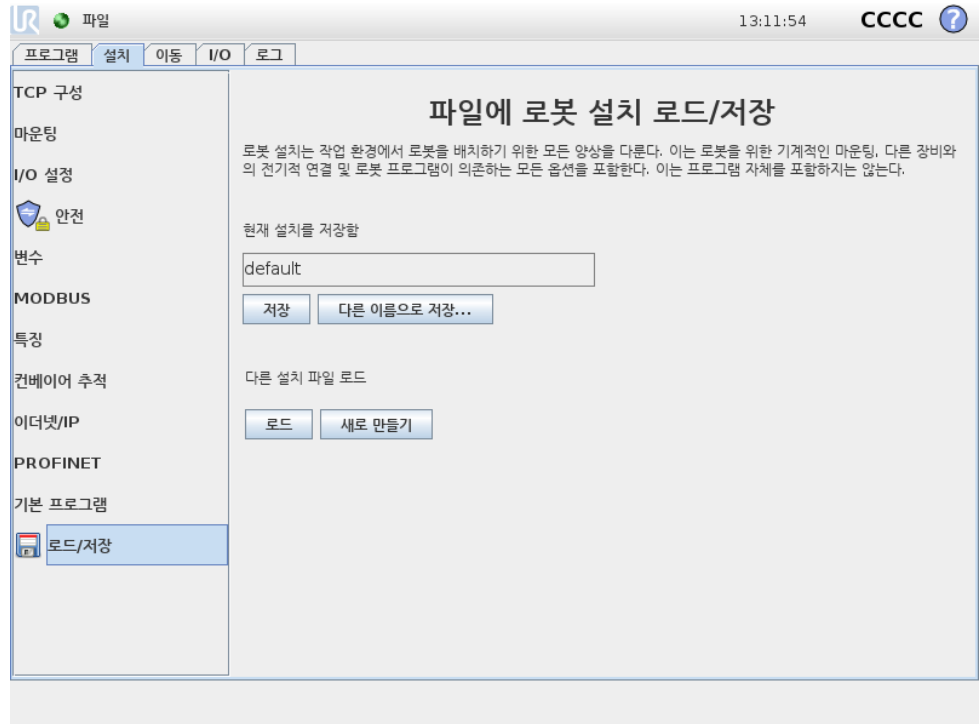 UR 파일 13:11:54 CCCC ?
프로그램 설치 이동 I/O 로그
TCP 구성
마운팅
I/O 설정
안전
변수
MODBUS
특징
컨베이어 추적
이더넷/IP
PROFINET
기본 프로그램
로드/저장
파일에 로봇 설치 로드/저장
로봇 설치는 작업 환경에서 로봇을 배치하기 위한 모든 양상을 다룬다. 이는 로봇을 위한 기계적인 마운팅, 다른 장비와
의 전기적 연결 및 로봇 프로그램이 의존하는 모든 옵션을 포함한다. 이는 프로그램 자체를 포함하지는 않는다.
현재 설치를 저장함
default
저장 다른 이름으로 저장...
다른 설치 파일 로드
로드 새로 만들기